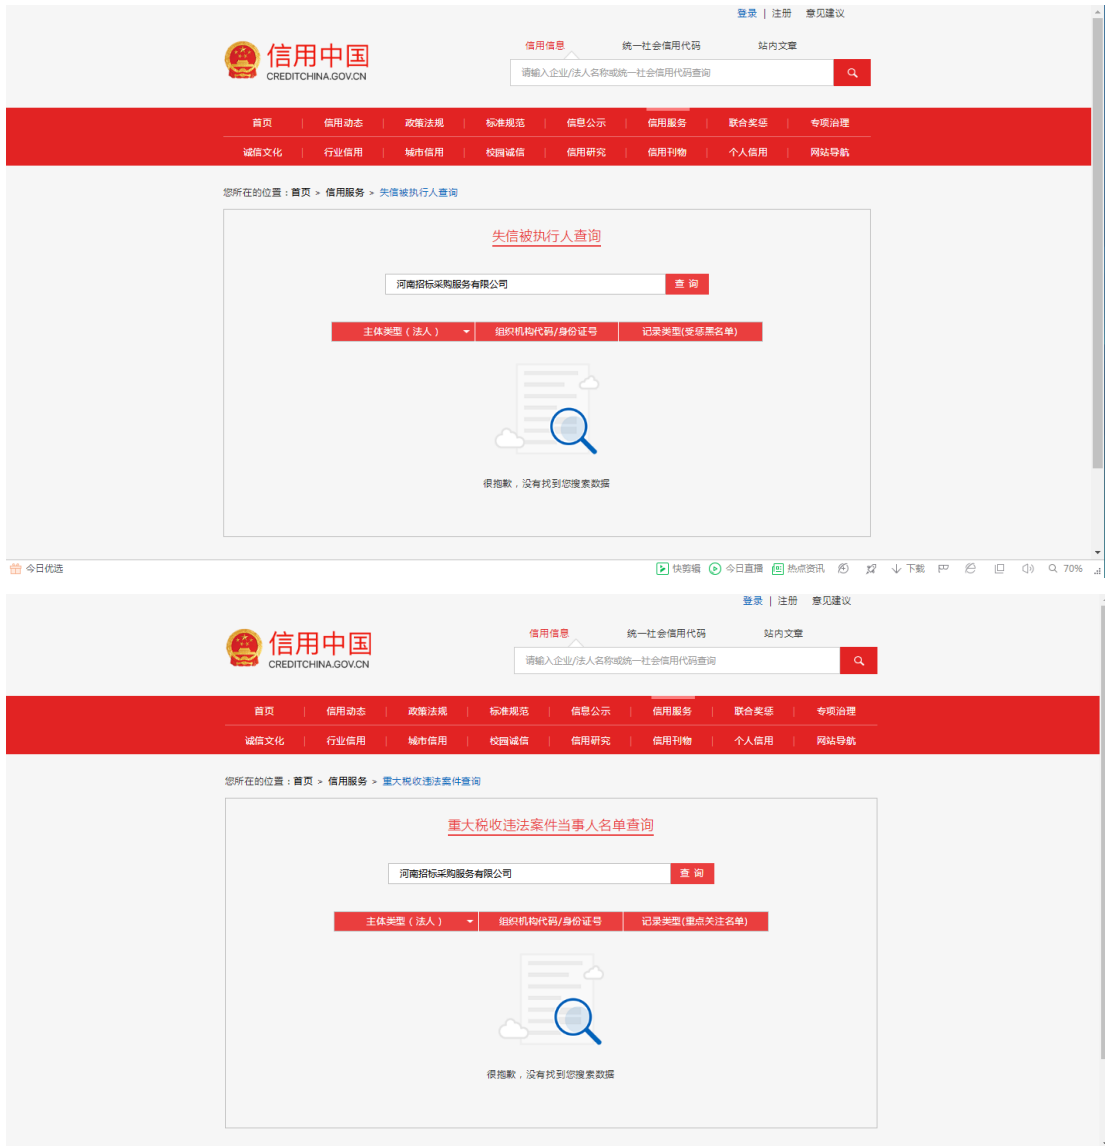 登录 | 注册 意见建议
信用中国
CREDITCHINA.GOV.CN
信用信息 统一社会信用代码 站内文章
请输入企业/法人名称或统一社会信用代码查询
首页 信用动态 政策法规 标准规范 信息公示 信用服务 联合奖惩 专项治理
诚信文化 行业信用 城市信用 校园诚信 信用研究 信用刊物 个人信用 网站导航
您所在的位置：首页 > 信用服务 > 失信被执行人查询
失信被执行人查询
河南招标采购服务有限公司 查 询
主体类型（法人） 组织机构代码/身份证号 记录类型(受惩黑名单)
很抱歉，没有找到您搜索数据
今日优选 快剪辑 今日直播 热点资讯 下载 70%
登录 | 注册 意见建议
信用中国
CREDITCHINA.GOV.CN
信用信息 统一社会信用代码 站内文章
请输入企业/法人名称或统一社会信用代码查询
首页 信用动态 政策法规 标准规范 信息公示 信用服务 联合奖惩 专项治理
诚信文化 行业信用 城市信用 校园诚信 信用研究 信用刊物 个人信用 网站导航
您所在的位置：首页 > 信用服务 > 重大税收违法案件查询
重大税收违法案件当事人名单查询
河南招标采购服务有限公司 查 询
主体类型（法人） 组织机构代码/身份证号 记录类型(重点关注名单)
很抱歉，没有找到您搜索数据